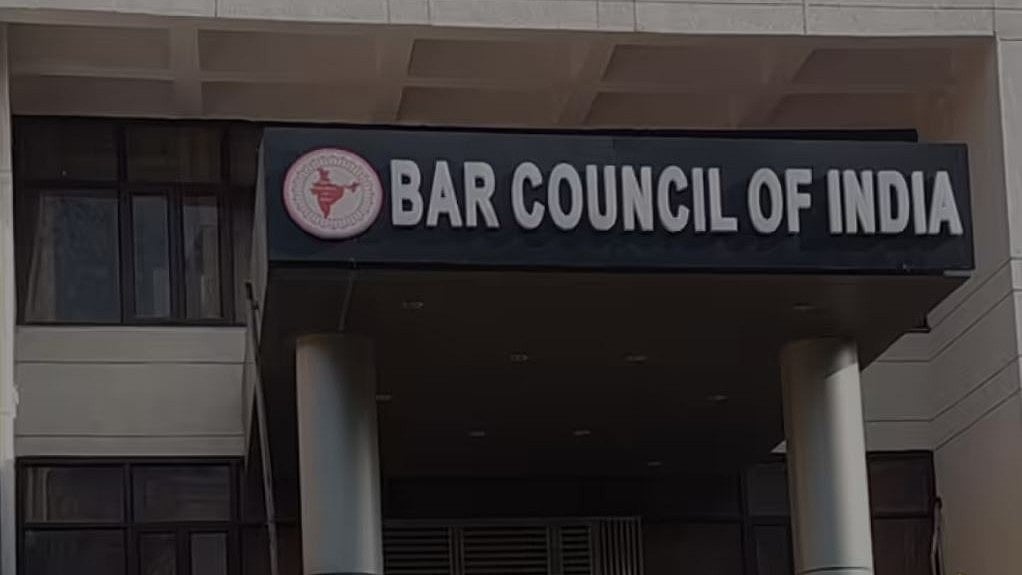 BAR COUNCIL OF INDIA